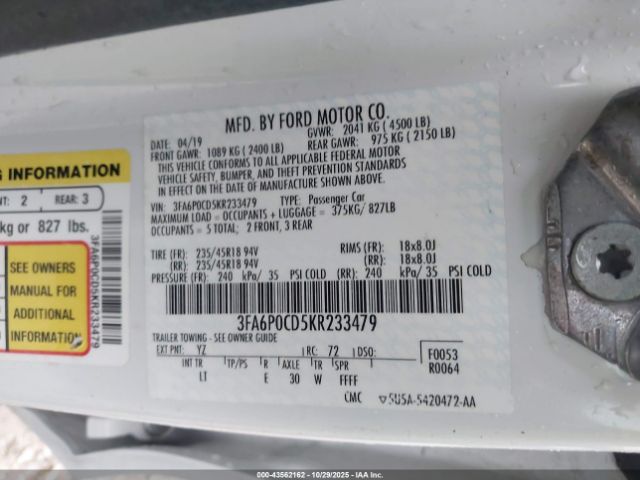 MFD. BY FORD MOTOR CO.
04/19
GVWR: 2041 KG ( 4500 LB)
FRONT GAWR: 1089 KG ( 2400 LB)
REAR GAWR: 975 KG ( 2150 LB)
THIS VEHICLE CONFORMS TO ALL APPLICABLE FEDERAL MOTOR
VEHICLE SAFETY, BUMPER, AND THEFT PREVENTION STANDARDS
IN EFFECT ON THE DATE OF MANUFACTURE SHOWN ABOVE.
VIN: 3FA6P0CD5KR233479 TYPE: Passenger Car
MAXIMUM LOAD = OCCUPANTS + LUGGAGE = 375KG/ 827LB
OCCUPANTS = 5 TOTAL; 2 FRONT, 3 REAR
TIRE (FR): 235/45R18 94V RIMS (FR): 18x8.0J
(RR): 235/45R18 94V (RR): 18x8.0J
PRESSURE (FR): 240 kPa/ 35 PSI COLD (RR): 240 kPa/ 35 PSI COLD
3FA6P0CD5KR233479
TRAILER TOWING - SEE OWNER GUIDE
EXT PNT: YZ RC: 72 DSO:
F0053
R0064
INT TR TP/PS R AXLE TR SPR
LT E 30 W FFFF
CMC 5U5A-5420472-AA
G INFORMATION
NT: 2 REAR: 3
kg or 827 lbs.
SEE OWNERS
MANUAL FOR
ADDITIONAL
INFORMATION
3FA6P0CD5KR233479
000-43562162 - 10/29/2025 - Copyright © 2025 IAA, Inc. All Rights Reserved.